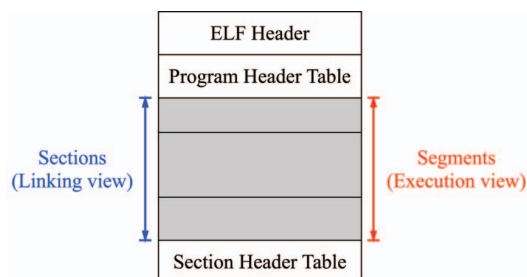 ELF Header
Program Header Table
Sections
(Linking view)
Segments
(Execution view)
Section Header Table